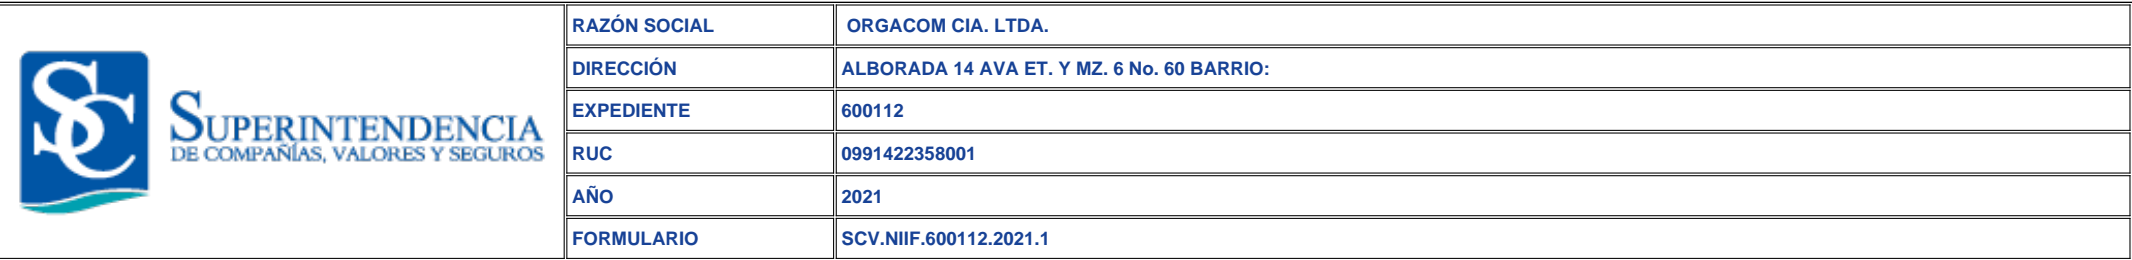 SC
SUPERINTENDENCIA
DE COMPAÑÍAS, VALORES Y SEGUROS
RAZÓN SOCIAL ORGACOM CIA. LTDA.
DIRECCIÓN ALBORADA 14 AVA ET. Y MZ. 6 No. 60 BARRIO:
EXPEDIENTE 600112
RUC 0991422358001
AÑO 2021
FORMULARIO SCV.NIIF.600112.2021.1